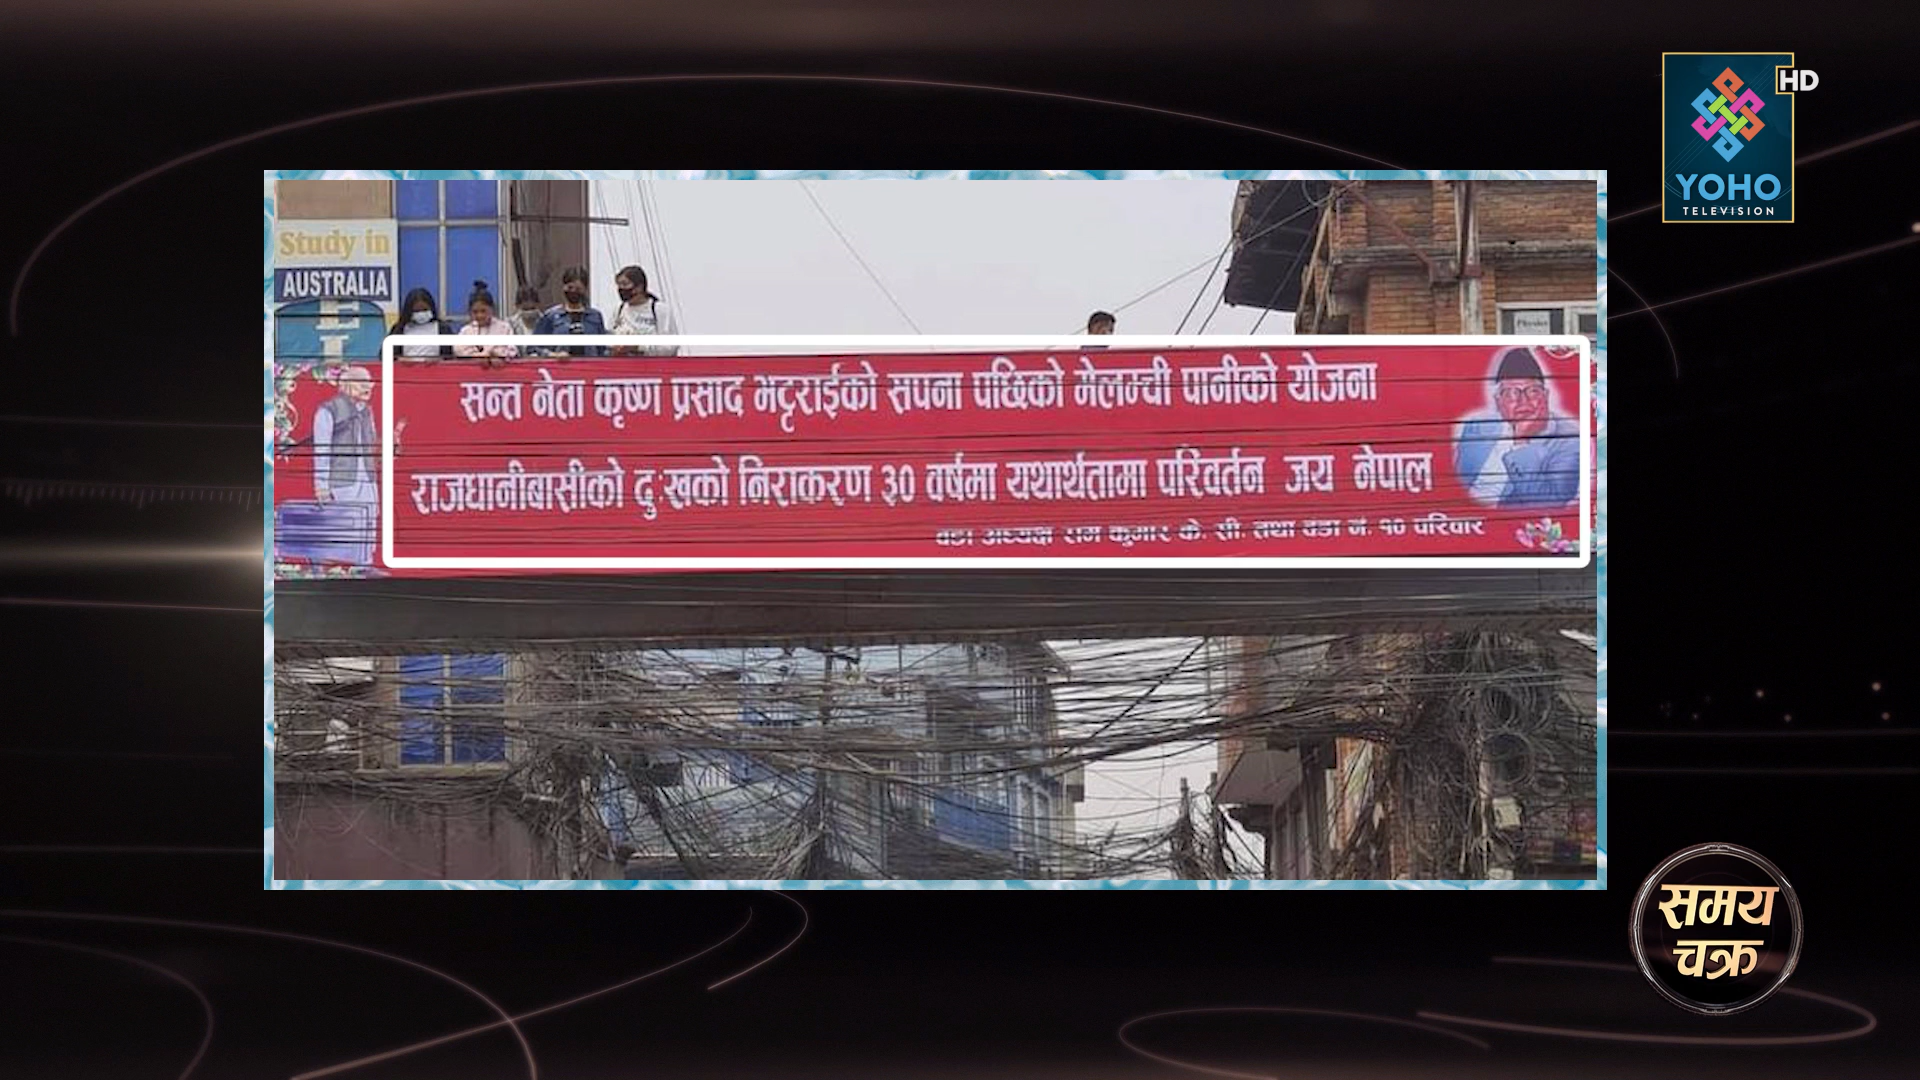 HD
YOHO
TELEVISION
Study in
AUSTRALIA
सन्त नेता कृष्ण प्रसाद भट्टराईको सपना पछिको मेलम्ची पानीको योजना
राजधानीबासीको दुःखको निराकरण ३० वर्षमा यथार्थतामा परिवर्तन जय नेपाल
वडा अध्यक्ष राम कुमार के. सी. तथा वडा नं. १० परिवार
समय
चक्र